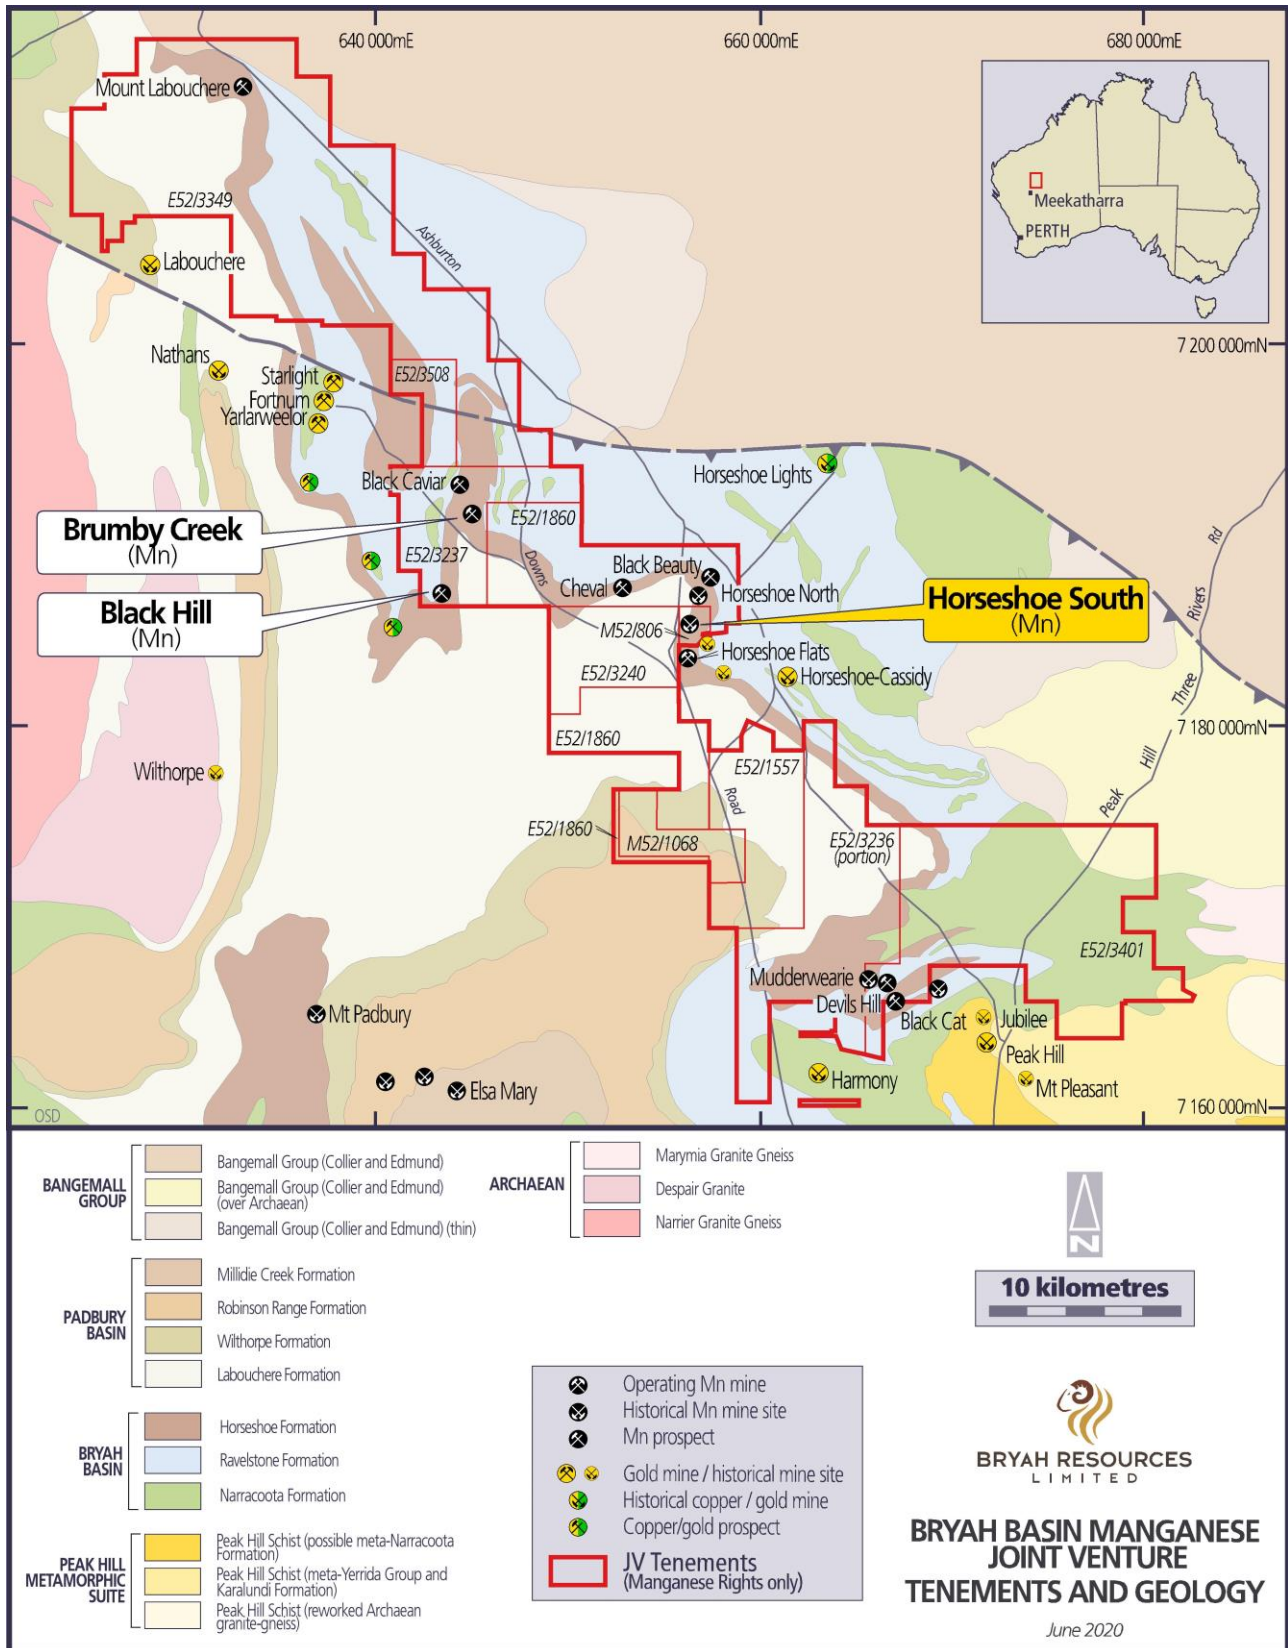 640 000mE
660 000mE
680 000mE
Mount Labouchere
Meekatharra
PERTH
E52/3349
Ashburton
Labouchere
7 200 000mN
Nathans
Starlight
Fortnum
Yarlarweelor
E52/3508
Horseshoe Lights
Black Caviar
E52/1860
Brumby Creek
(Mn)
E52/3237
Downs
Black Beauty
Cheval
Horseshoe North
Black Hill
(Mn)
Horseshoe South
(Mn)
M52/806
Horseshoe Flats
E52/3240
Horseshoe-Cassidy
Rd
Rivers
Three
Hill
Peak
7 180 000mN
E52/1860
Wilthorpe
E52/1557
Road
E52/1860
M52/1068
E52/3236
(portion)
E52/3401
Mudderwearie
Devils Hill
Black Cat
Jubilee
Mt Padbury
Peak Hill
Harmony
Mt Pleasant
Elsa Mary
OSD
7 160 000mN
BANGEMALL
GROUP
Bangemall Group (Collier and Edmund)
Bangemall Group (Collier and Edmund)
(over Archaean)
Bangemall Group (Collier and Edmund) (thin)
PADBURY
BASIN
Millidie Creek Formation
Robinson Range Formation
Wilthorpe Formation
Labouchere Formation
BRYAH
BASIN
Horseshoe Formation
Ravelstone Formation
Narracoota Formation
PEAK HILL
METAMORPHIC
SUITE
Peak Hill Schist (possible meta-Narracoota
Formation)
Peak Hill Schist (meta-Yerrida Group and
Karalundi Formation)
Peak Hill Schist (reworked Archaean
granite-gneiss)
ARCHAEAN
Marymia Granite Gneiss
Despair Granite
Narrier Granite Gneiss
Operating Mn mine
Historical Mn mine site
Mn prospect
Gold mine / historical mine site
Historical copper / gold mine
Copper/gold prospect
JV Tenements
(Manganese Rights only)
N
10 kilometres
BRYAH RESOURCES
LIMITED
BRYAH BASIN MANGANESE
JOINT VENTURE
TENEMENTS AND GEOLOGY
June 2020